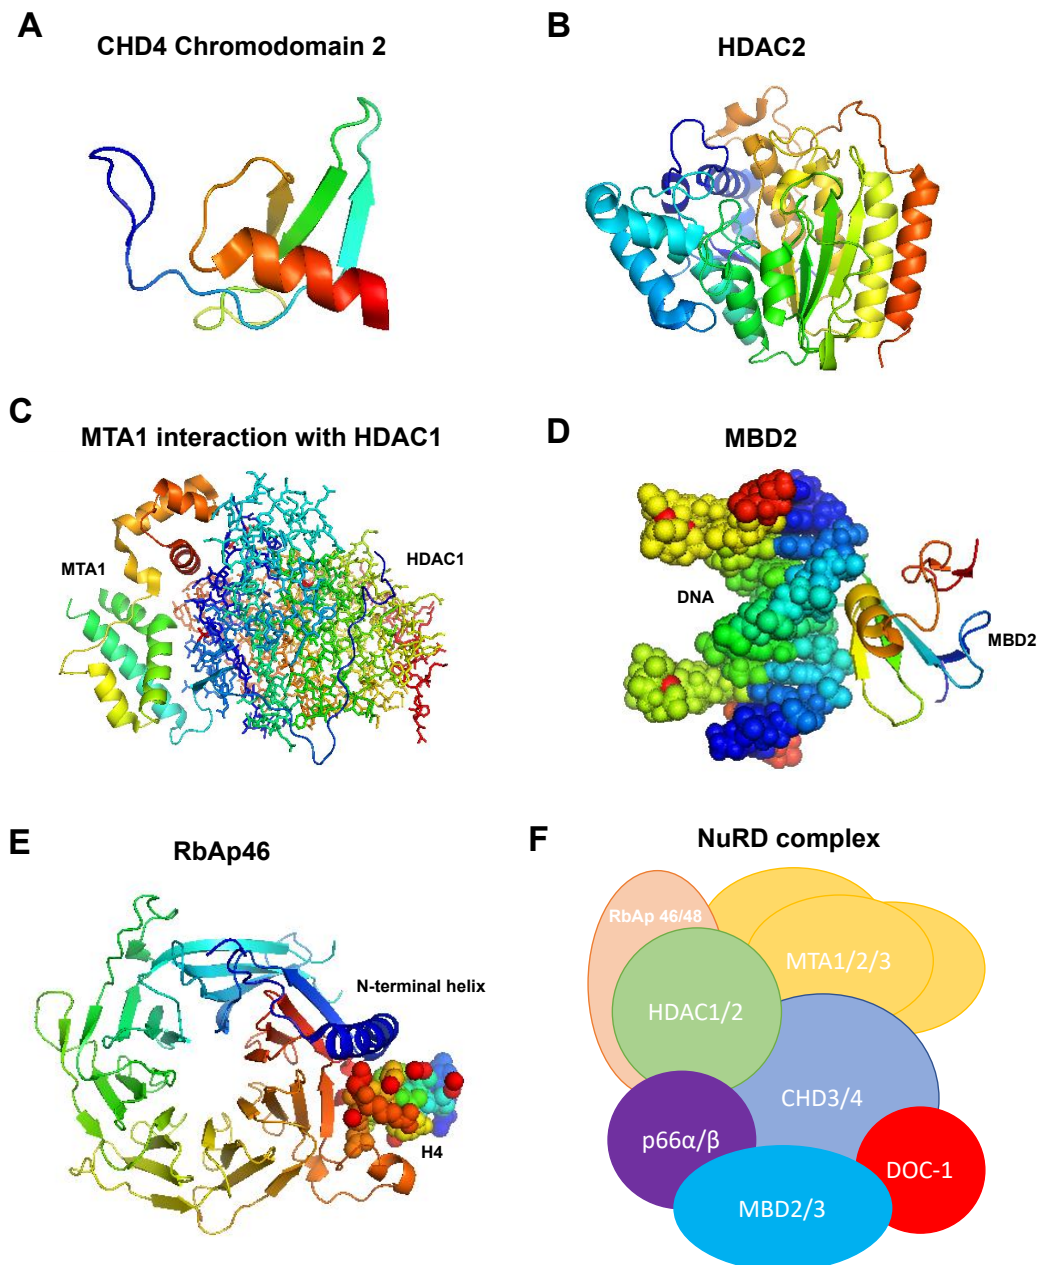 A
CHD4 Chromodomain 2
B
HDAC2
C
MTA1 interaction with HDAC1
MTA1
HDAC1
D
MBD2
DNA
MBD2
E
RbAp46
N-terminal helix
H4
F
NuRD complex
RbAp 46/48
MTA1/2/3
HDAC1/2
CHD3/4
p66α/β
DOC-1
MBD2/3